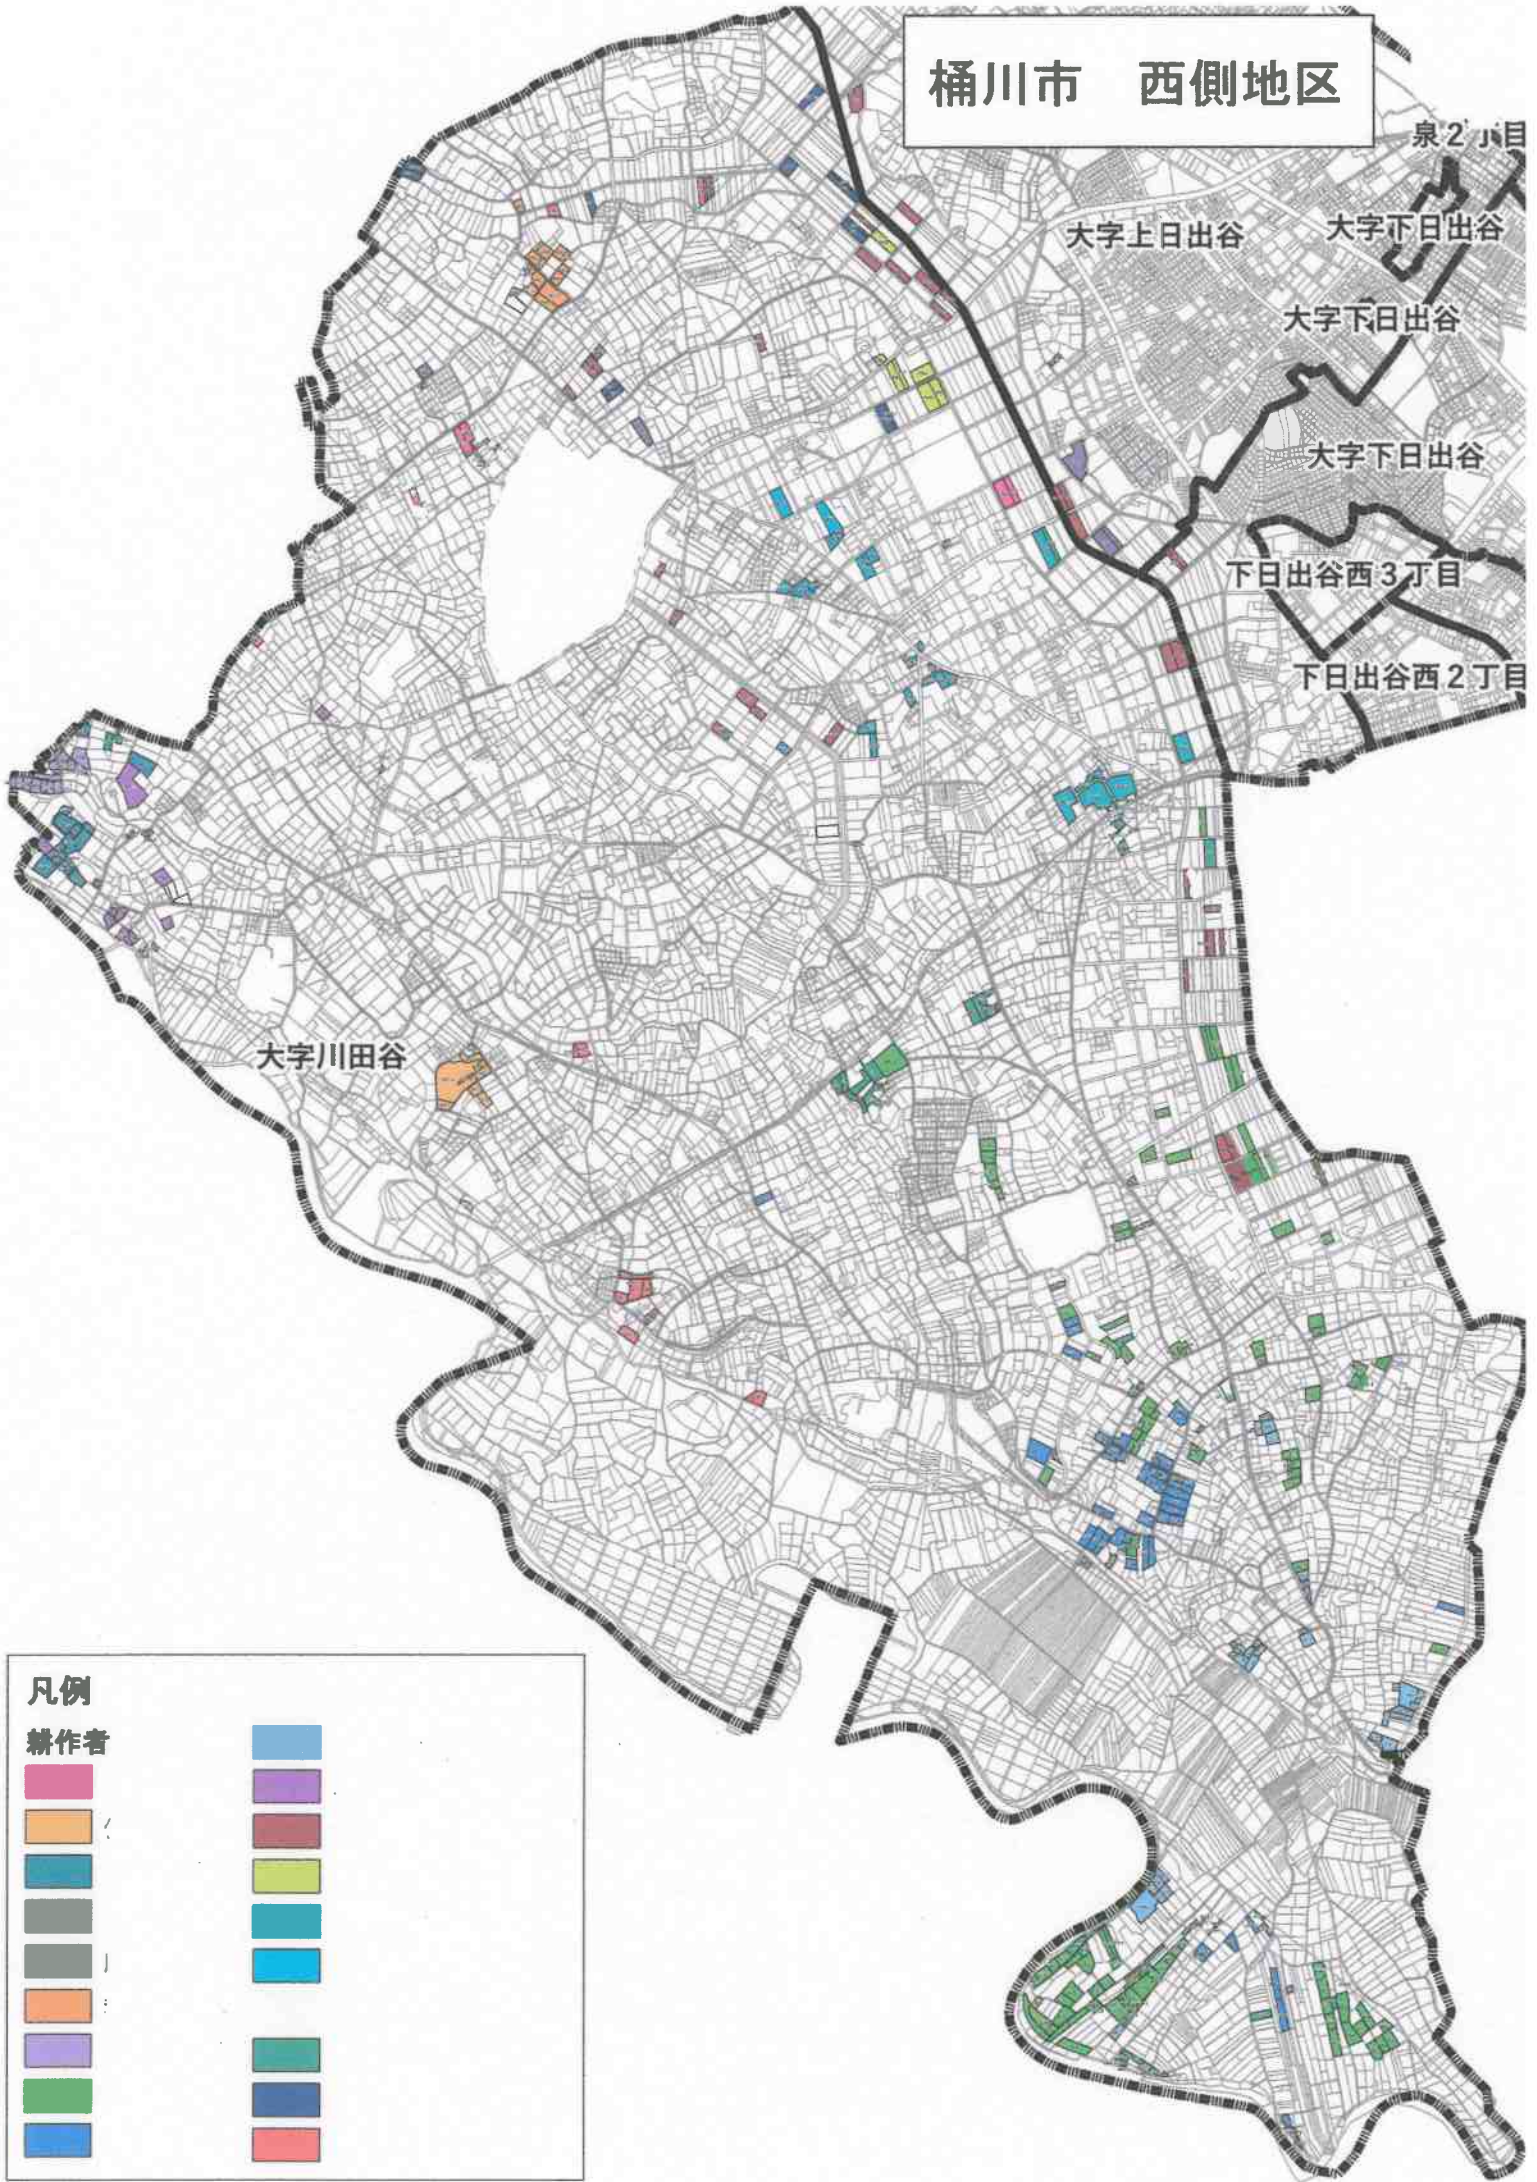 桶川市　西側地区
泉2丁目
大字上日出谷
大字下日出谷
大字下日出谷
大字下日出谷
下日出谷西3丁目
下日出谷西2丁目
大字川田谷
凡例
耕作者